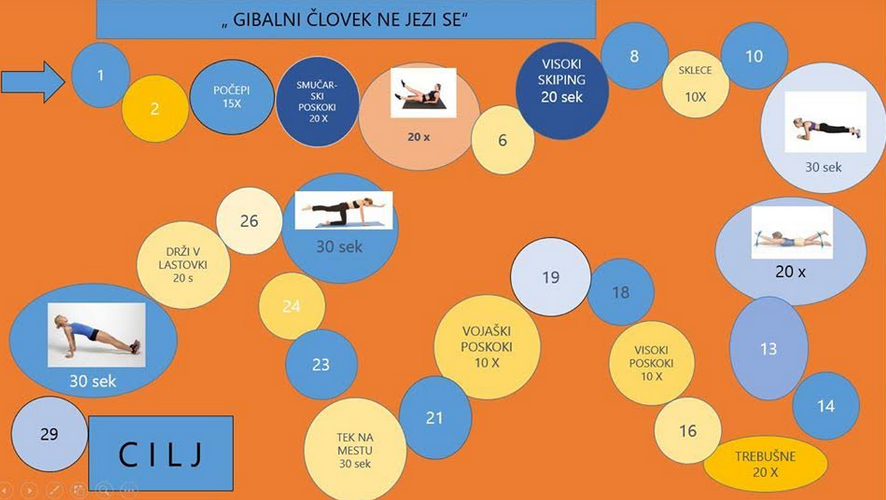 „ GIBALNI ČLOVEK NE JEZI SE“
1
2
POČEPI
15X
SMUČAR-
SKI
POSKOKI
20 X
20 x
6
VISOKI
SKIPING
20 sek
8
SKLECE
10X
10
30 sek
20 x
13
14
TREBUŠNE
20 X
16
VISOKI
POSKOKI
10 X
18
19
VOJAŠKI
POSKOKI
10 X
21
TEK NA
MESTU
30 sek
23
24
30 sek
26
DRŽI V
LASTOVKI
20 s
30 sek
29
CILJ